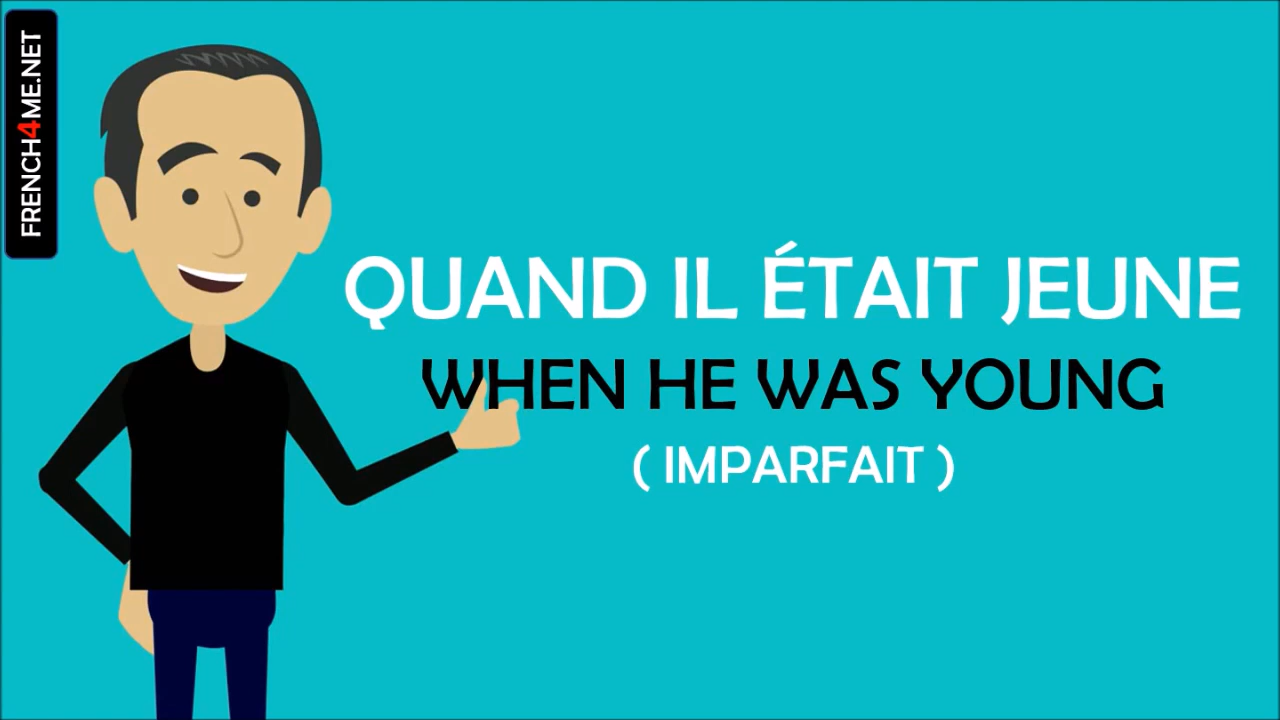 FRENCH4ME.NET
QUAND IL ÉTAIT JEUNE
WHEN HE WAS YOUNG
( IMPARFAIT )